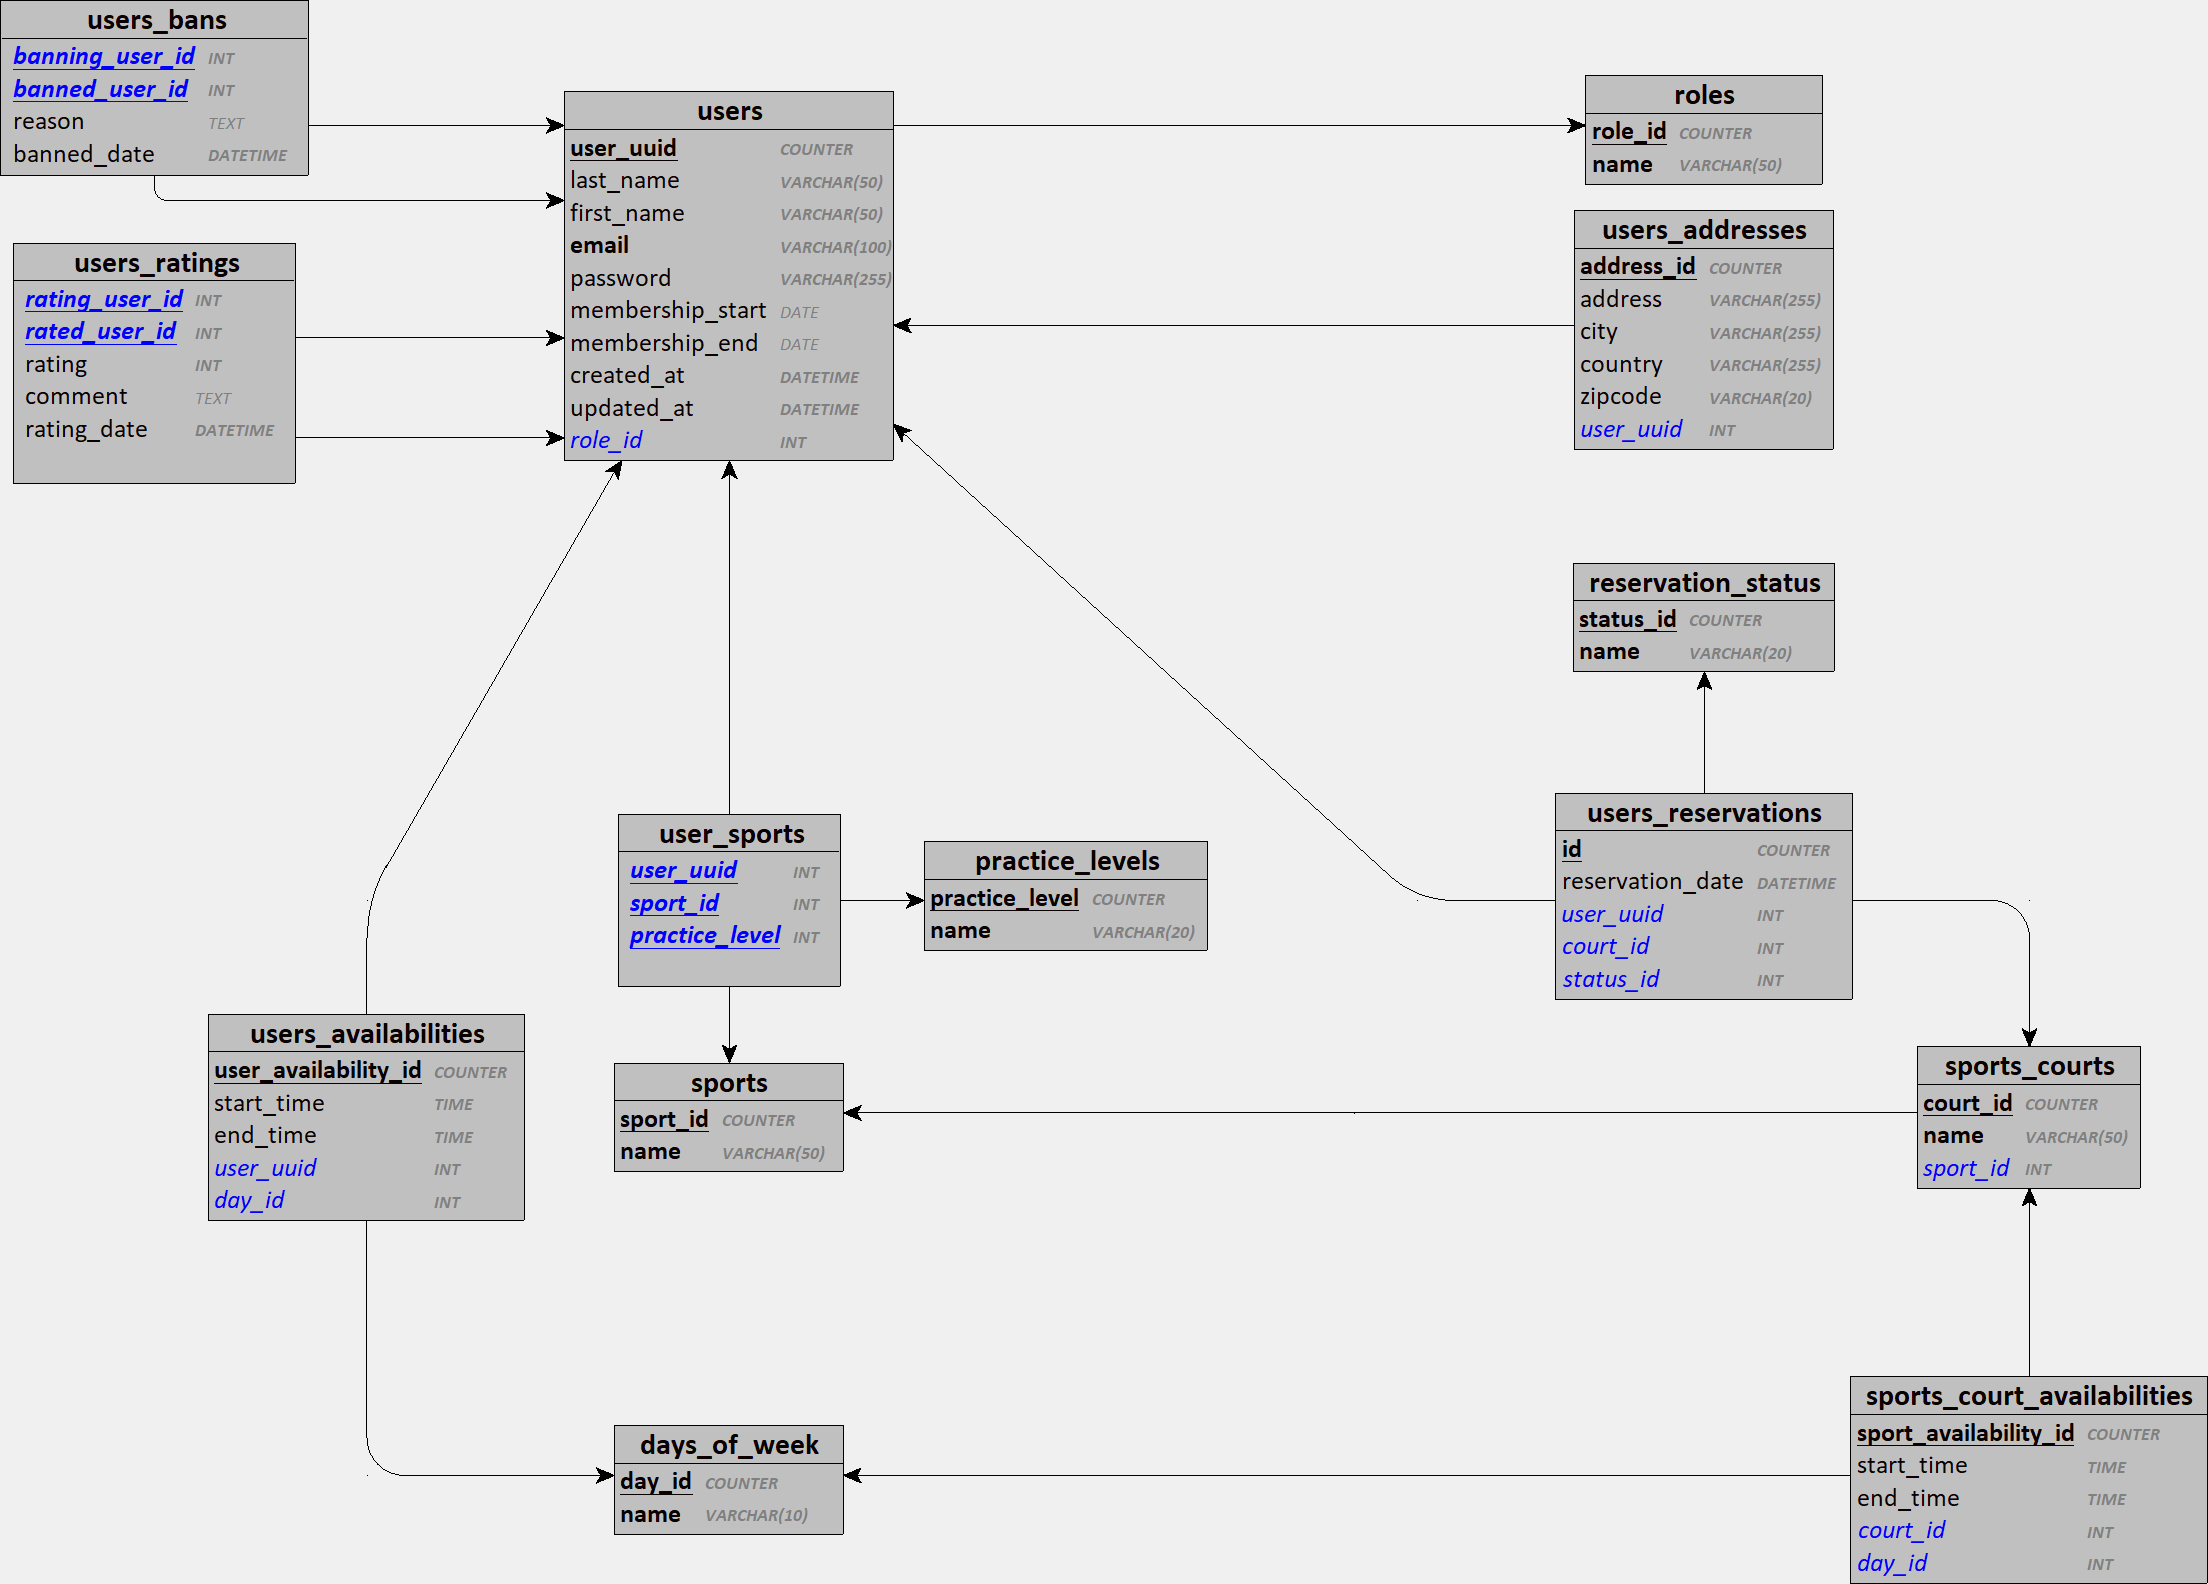 users_bans
banning_user_id INT
banned_user_id INT
reason TEXT
banned_date DATETIME
users_ratings
rating_user_id INT
rated_user_id INT
rating INT
comment TEXT
rating_date DATETIME
users
user_uuid COUNTER
last_name VARCHAR(50)
first_name VARCHAR(50)
email VARCHAR(100)
password VARCHAR(255)
membership_start DATE
membership_end DATE
created_at DATETIME
updated_at DATETIME
role_id INT
roles
role_id COUNTER
name VARCHAR(50)
users_addresses
address_id COUNTER
address VARCHAR(255)
city VARCHAR(255)
country VARCHAR(255)
zipcode VARCHAR(20)
user_uuid INT
reservation_status
status_id COUNTER
name VARCHAR(20)
user_sports
user_uuid INT
sport_id INT
practice_level INT
practice_levels
practice_level COUNTER
name VARCHAR(20)
users_reservations
id COUNTER
reservation_date DATETIME
user_uuid INT
court_id INT
status_id INT
users_availabilities
user_availability_id COUNTER
start_time TIME
end_time TIME
user_uuid INT
day_id INT
sports
sport_id COUNTER
name VARCHAR(50)
sports_courts
court_id COUNTER
name VARCHAR(50)
sport_id INT
days_of_week
day_id COUNTER
name VARCHAR(10)
sports_court_availabilities
sport_availability_id COUNTER
start_time TIME
end_time TIME
court_id INT
day_id INT